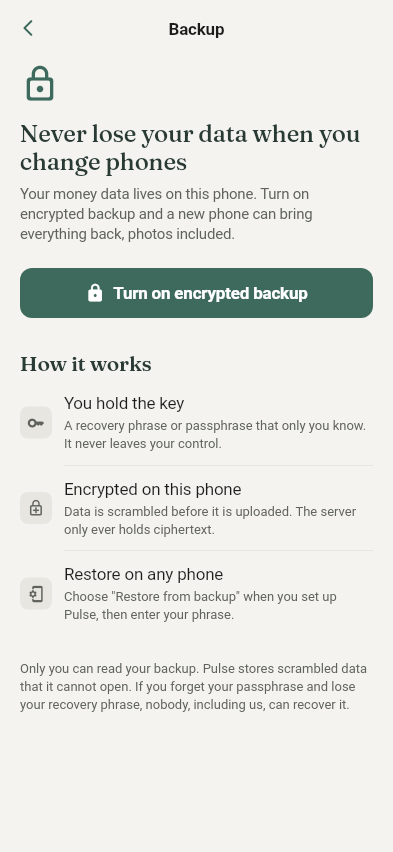 Backup
Never lose your data when you
change phones
Your money data lives on this phone. Turn on
encrypted backup and a new phone can bring
everything back, photos included.
Turn on encrypted backup
How it works
You hold the key
A recovery phrase or passphrase that only you know.
It never leaves your control.
Encrypted on this phone
Data is scrambled before it is uploaded. The server
only ever holds ciphertext.
Restore on any phone
Choose "Restore from backup" when you set up
Pulse, then enter your phrase.
Only you can read your backup. Pulse stores scrambled data
that it cannot open. If you forget your passphrase and lose
your recovery phrase, nobody, including us, can recover it.